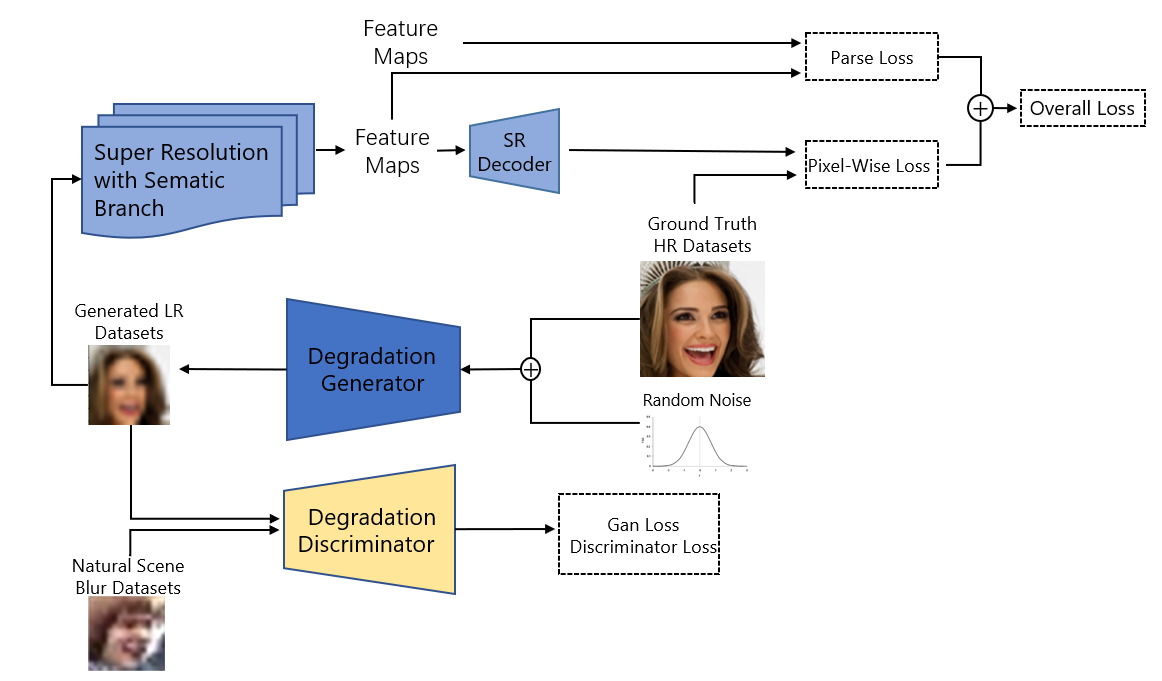 Feature
Maps
Parse Loss
Overall Loss
Super Resolution
with Sematic
Branch
Feature
Maps
SR
Decoder
Pixel-Wise Loss
Ground Truth
HR Datasets
Generated LR
Datasets
Degradation
Generator
Random Noise
Degradation
Discriminator
Gan Loss
Discriminator Loss
Natural Scene
Blur Datasets